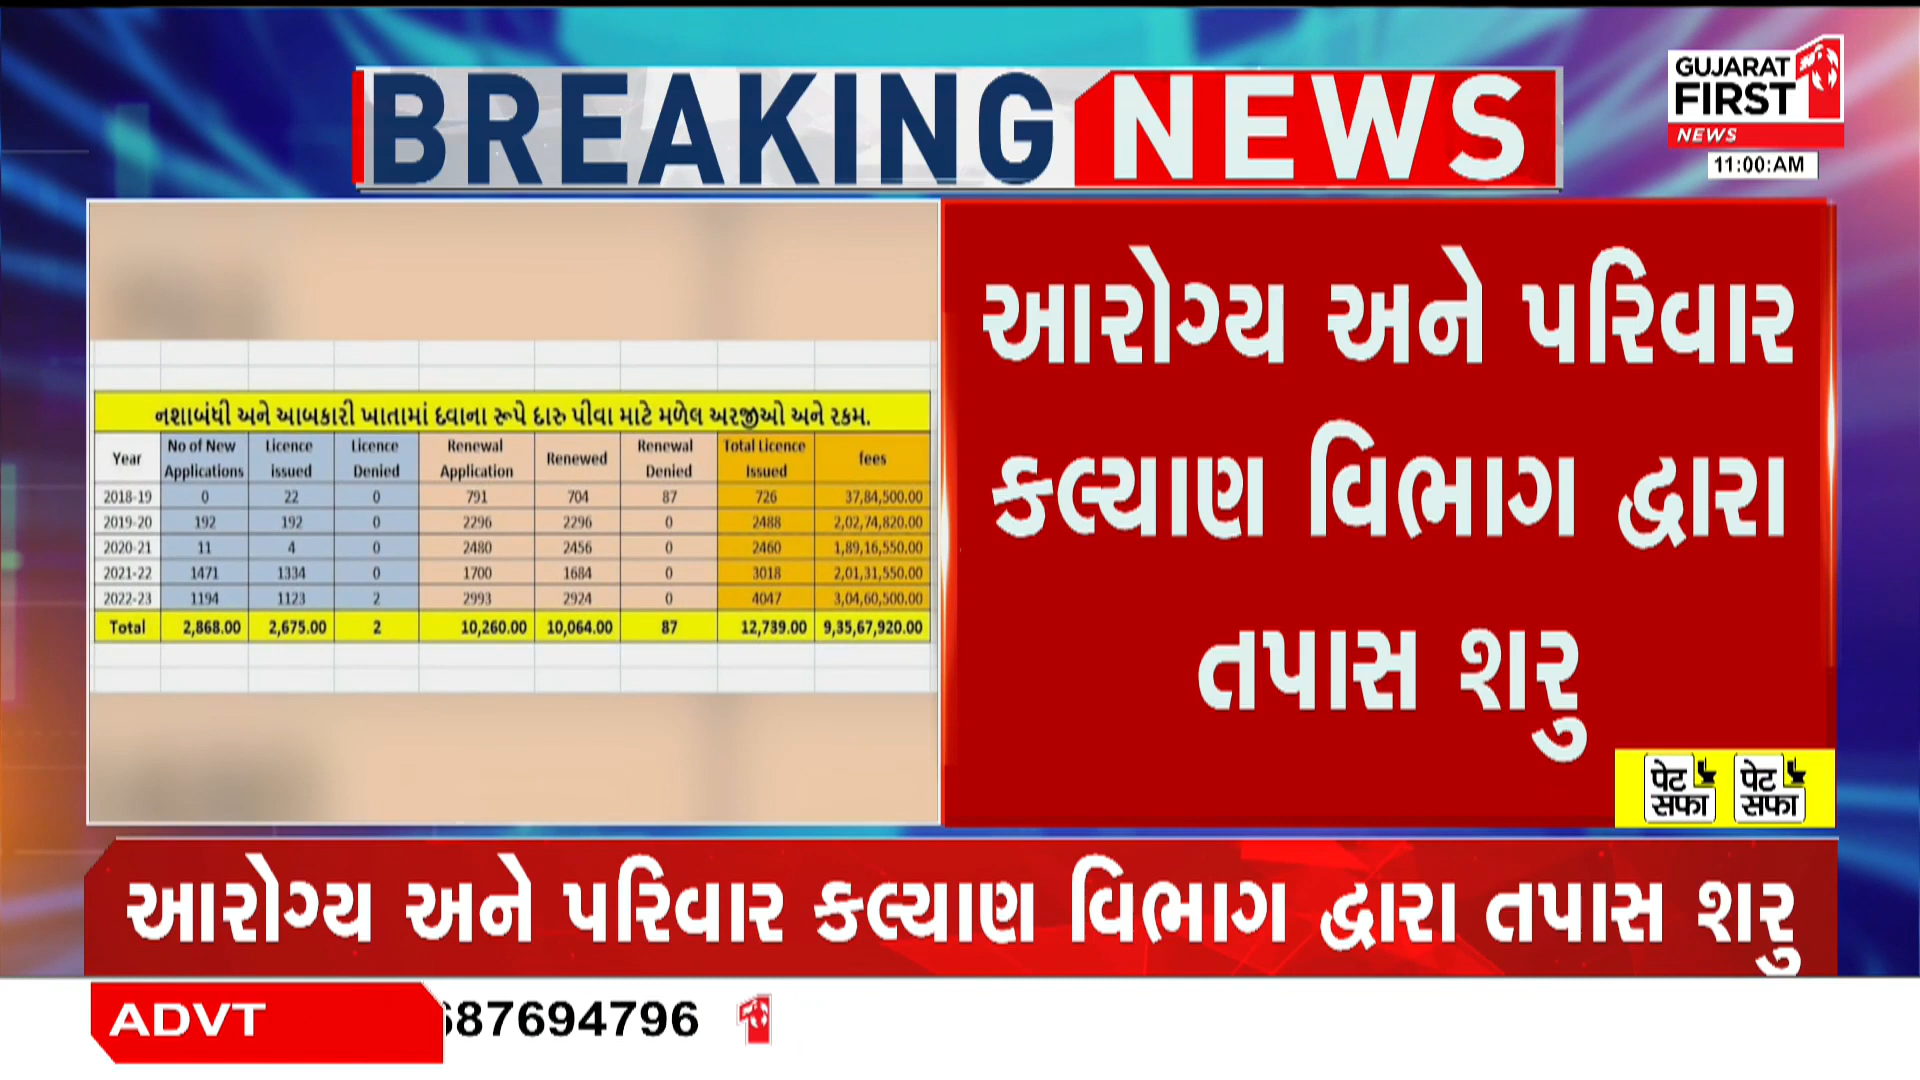 BREAKING NEWS
GUJARAT
FIRST
NEWS
11:00:AM
નશાબંધી અને આબકારી ખાતામાં દવાના રૂપે દારુ પીવા માટે મળેલ અરજીઓ અને રકમ.
Year No of New Applications Licence issued Licence Denied Renewal Application Renewed Renewal Denied Total Licence Issued fees
2018-19 0 22 0 791 704 87 726 37,84,500.00
2019-20 192 192 0 2296 2296 0 2488 2,02,74,820.00
2020-21 11 4 0 2480 2456 0 2460 1,89,16,550.00
2021-22 1471 1334 0 1700 1684 0 3018 2,01,31,550.00
2022-23 1194 1123 2 2993 2924 0 4047 3,04,60,500.00
Total 2,868.00 2,675.00 2 10,260.00 10,064.00 87 12,739.00 9,35,67,920.00
આરોગ્ય અને પરિવાર
કલ્યાણ વિભાગ દ્વારા
તપાસ શરુ
पेट सफा पेट सफा
આરોગ્ય અને પરિવાર કલ્યાણ વિભાગ દ્વારા તપાસ શરુ
ADVT 687694796